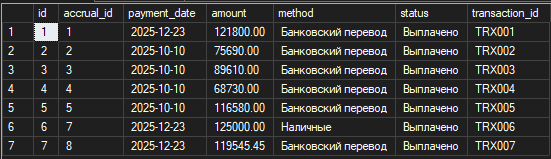 id accrual_id payment_date amount method status transaction_id
1 1 1 2025-12-23 121800.00 Банковский перевод Выплачено TRX001
2 2 2 2025-10-10 75690.00 Банковский перевод Выплачено TRX002
3 3 3 2025-10-10 89610.00 Банковский перевод Выплачено TRX003
4 4 4 2025-10-10 68730.00 Банковский перевод Выплачено TRX004
5 5 5 2025-10-10 116580.00 Банковский перевод Выплачено TRX005
6 6 7 2025-12-23 125000.00 Наличные Выплачено TRX006
7 7 8 2025-12-23 119545.45 Банковский перевод Выплачено TRX007